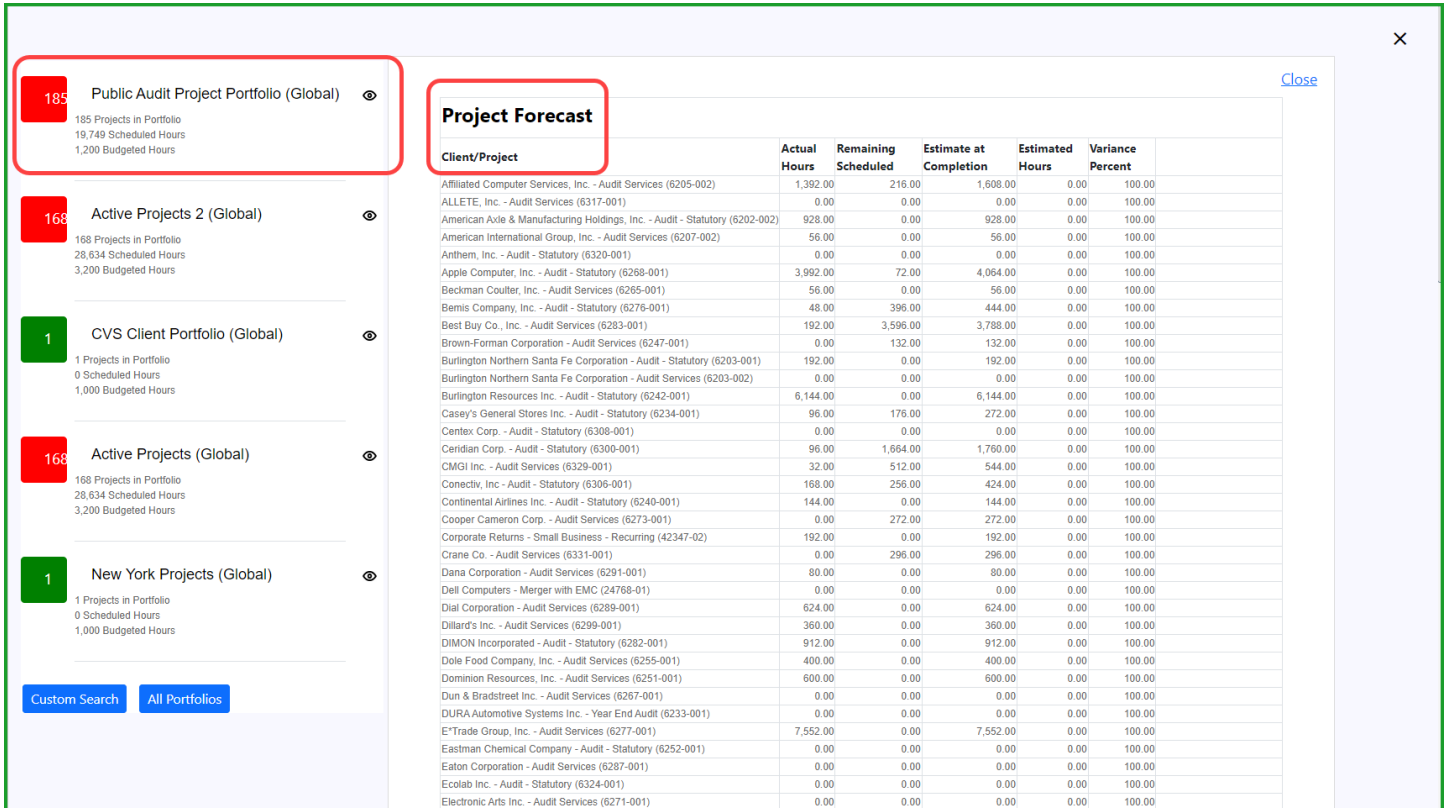 ×
185
Public Audit Project Portfolio (Global)
185 Projects in Portfolio
19,749 Scheduled Hours
1,200 Budgeted Hours
168
Active Projects 2 (Global)
168 Projects in Portfolio
28,634 Scheduled Hours
3,200 Budgeted Hours
1
CVS Client Portfolio (Global)
1 Projects in Portfolio
0 Scheduled Hours
1,000 Budgeted Hours
168
Active Projects (Global)
168 Projects in Portfolio
28,634 Scheduled Hours
3,200 Budgeted Hours
1
New York Projects (Global)
1 Projects in Portfolio
0 Scheduled Hours
1,000 Budgeted Hours
Custom Search All Portfolios
Close
Project Forecast
Client/Project Actual Hours Remaining Scheduled Estimate at Completion Estimated Hours Variance Percent
Affiliated Computer Services, Inc. - Audit Services (6205-002) 1,392.00 216.00 1,608.00 0.00 100.00
ALLETE, Inc. - Audit Services (6317-001) 0.00 0.00 0.00 0.00 100.00
American Axle & Manufacturing Holdings, Inc. - Audit - Statutory (6202-002) 928.00 0.00 928.00 0.00 100.00
American International Group, Inc. - Audit Services (6207-002) 56.00 0.00 56.00 0.00 100.00
Anthem, Inc. - Audit - Statutory (6320-001) 0.00 0.00 0.00 0.00 100.00
Apple Computer, Inc. - Audit - Statutory (6268-001) 3,992.00 72.00 4,064.00 0.00 100.00
Beckman Coulter, Inc. - Audit Services (6265-001) 56.00 0.00 56.00 0.00 100.00
Bemis Company, Inc. - Audit - Statutory (6276-001) 48.00 396.00 444.00 0.00 100.00
Best Buy Co., Inc. - Audit Services (6283-001) 192.00 3,596.00 3,788.00 0.00 100.00
Brown-Forman Corporation - Audit Services (6247-001) 0.00 132.00 132.00 0.00 100.00
Burlington Northern Santa Fe Corporation - Audit - Statutory (6203-001) 192.00 0.00 192.00 0.00 100.00
Burlington Northern Santa Fe Corporation - Audit Services (6203-002) 0.00 0.00 0.00 0.00 100.00
Burlington Resources Inc. - Audit - Statutory (6242-001) 6,144.00 0.00 6,144.00 0.00 100.00
Casey's General Stores Inc. - Audit - Statutory (6234-001) 96.00 176.00 272.00 0.00 100.00
Centex Corp. - Audit - Statutory (6308-001) 0.00 0.00 0.00 0.00 100.00
Ceridian Corp. - Audit - Statutory (6300-001) 96.00 1,664.00 1,760.00 0.00 100.00
CMGI Inc. - Audit Services (6329-001) 32.00 512.00 544.00 0.00 100.00
Conectiv, Inc - Audit - Statutory (6306-001) 168.00 256.00 424.00 0.00 100.00
Continental Airlines Inc. - Audit - Statutory (6240-001) 144.00 0.00 144.00 0.00 100.00
Cooper Cameron Corp. - Audit Services (6273-001) 0.00 272.00 272.00 0.00 100.00
Corporate Returns - Small Business - Recurring (42347-02) 192.00 0.00 192.00 0.00 100.00
Crane Co. - Audit Services (6331-001) 0.00 296.00 296.00 0.00 100.00
Dana Corporation - Audit Services (6291-001) 80.00 0.00 80.00 0.00 100.00
Dell Computers - Merger with EMC (24768-01) 0.00 0.00 0.00 0.00 100.00
Dial Corporation - Audit Services (6289-001) 624.00 0.00 624.00 0.00 100.00
Dillard's Inc. - Audit Services (6299-001) 360.00 0.00 360.00 0.00 100.00
DIMON Incorporated - Audit - Statutory (6282-001) 912.00 0.00 912.00 0.00 100.00
Dole Food Company, Inc. - Audit Services (6255-001) 400.00 0.00 400.00 0.00 100.00
Dominion Resources, Inc. - Audit Services (6251-001) 600.00 0.00 600.00 0.00 100.00
Dun & Bradstreet Inc. - Audit Services (6267-001) 0.00 0.00 0.00 0.00 100.00
DURA Automotive Systems Inc. - Year End Audit (6233-001) 0.00 0.00 0.00 0.00 100.00
E*Trade Group, Inc. - Audit Services (6277-001) 7,552.00 0.00 7,552.00 0.00 100.00
Eastman Chemical Company - Audit - Statutory (6252-001) 0.00 0.00 0.00 0.00 100.00
Eaton Corporation - Audit Services (6287-001) 0.00 0.00 0.00 0.00 100.00
Ecolab Inc. - Audit - Statutory (6324-001) 0.00 0.00 0.00 0.00 100.00
Electronic Arts Inc. - Audit Services (6271-001) 0.00 0.00 0.00 0.00 100.00